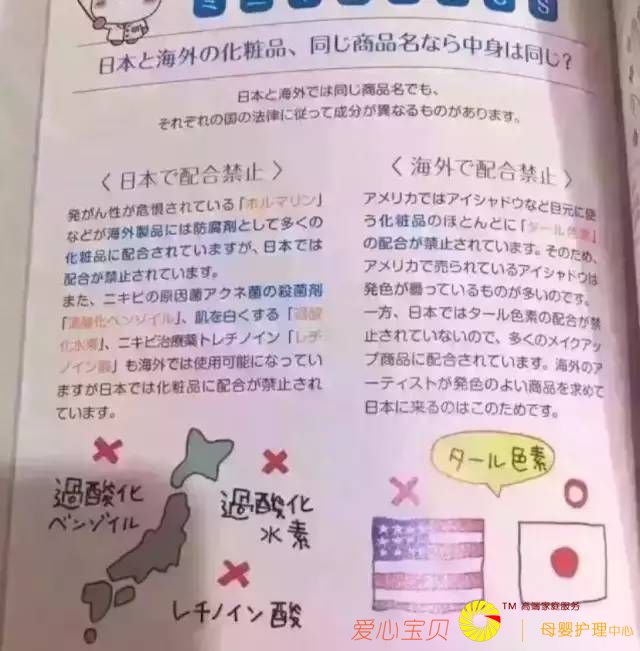 日本と海外の化粧品、同じ商品名なら中身は同じ?
日本と海外では同じ商品名でも、
それぞれの国の法律に従って成分が異なるものがあります。
〈 日本で配合禁止 〉
発がん性が危惧されている「ホルマリン」
などが海外製品には防腐剤として多くの
化粧品に配合されていますが、日本では
配合が禁止されています。
また、ニキビの原因菌アクネ菌の殺菌剤
「過酸化ベンゾイル」、肌を白くする「過酸
化水素」、ニキビ治療薬トレチノイン「レチ
ノイン酸」も海外では使用可能になってい
ますが日本では化粧品に配合が禁止され
ています。
〈 海外で配合禁止 〉
アメリカではアイシャドウなど目元に使
う化粧品のほとんどに「タール色素」
の配合が禁止されています。そのため、
アメリカで売られているアイシャドウは
発色が曇っているものが多いのです。
一方、日本ではタール色素の配合が禁
止されていないので、多くのメイクアッ
プ商品に配合されています。海外のア
ーティストが発色のよい商品を求めて
日本に来るのはこのためです。
過酸化
ベンゾイル
過酸化
水素
レチノイン酸
タール色素
爱心宝贝
TM 高端家庭服务
母婴护理中心